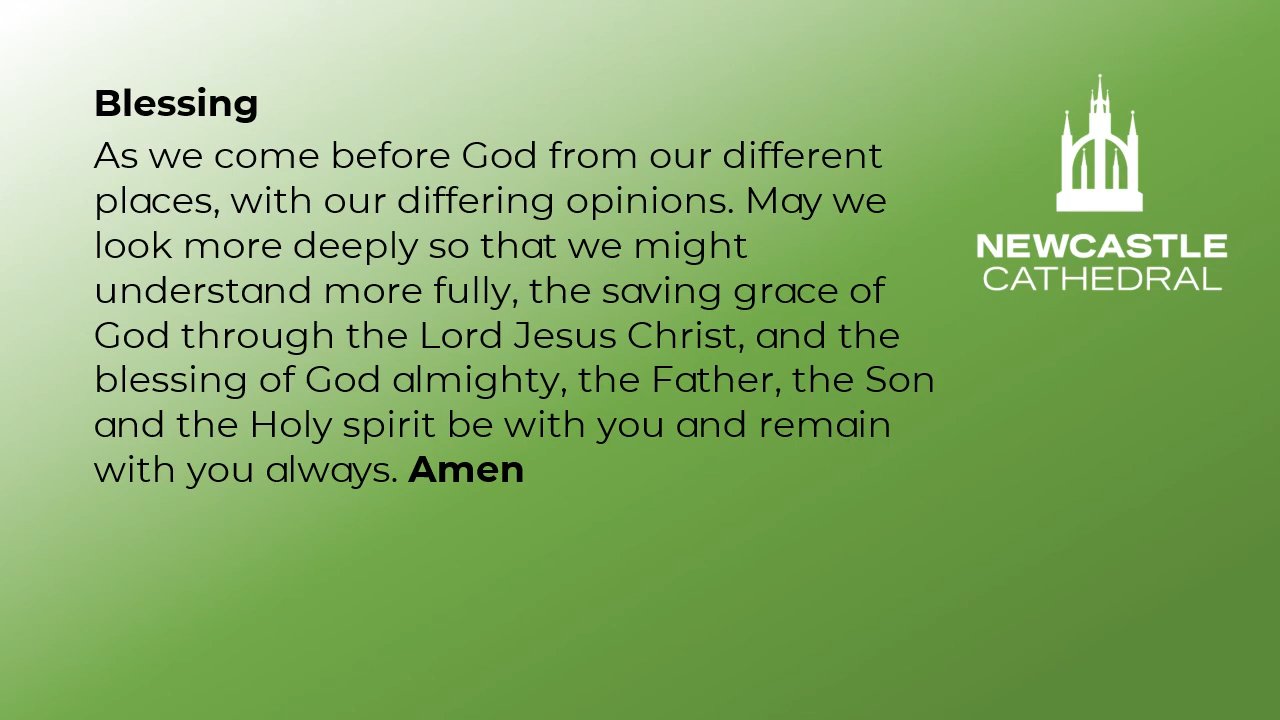 Blessing
As we come before God from our different
places, with our differing opinions. May we
look more deeply so that we might
understand more fully, the saving grace of
God through the Lord Jesus Christ, and the
blessing of God almighty, the Father, the Son
and the Holy spirit be with you and remain
with you always. Amen
NEWCASTLE
CATHEDRAL